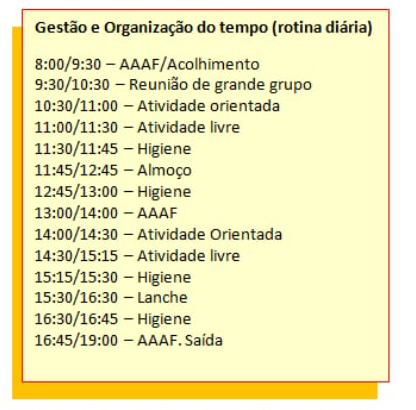 Gestão e Organização do tempo (rotina diária)
8:00/9:30 – AAAF/Acolhimento
9:30/10:30 – Reunião de grande grupo
10:30/11:00 – Atividade orientada
11:00/11:30 – Atividade livre
11:30/11:45 – Higiene
11:45/12:45 – Almoço
12:45/13:00 – Higiene
13:00/14:00 – AAAF
14:00/14:30 – Atividade Orientada
14:30/15:15 – Atividade livre
15:15/15:30 – Higiene
15:30/16:30 – Lanche
16:30/16:45 – Higiene
16:45/19:00 – AAAF. Saída